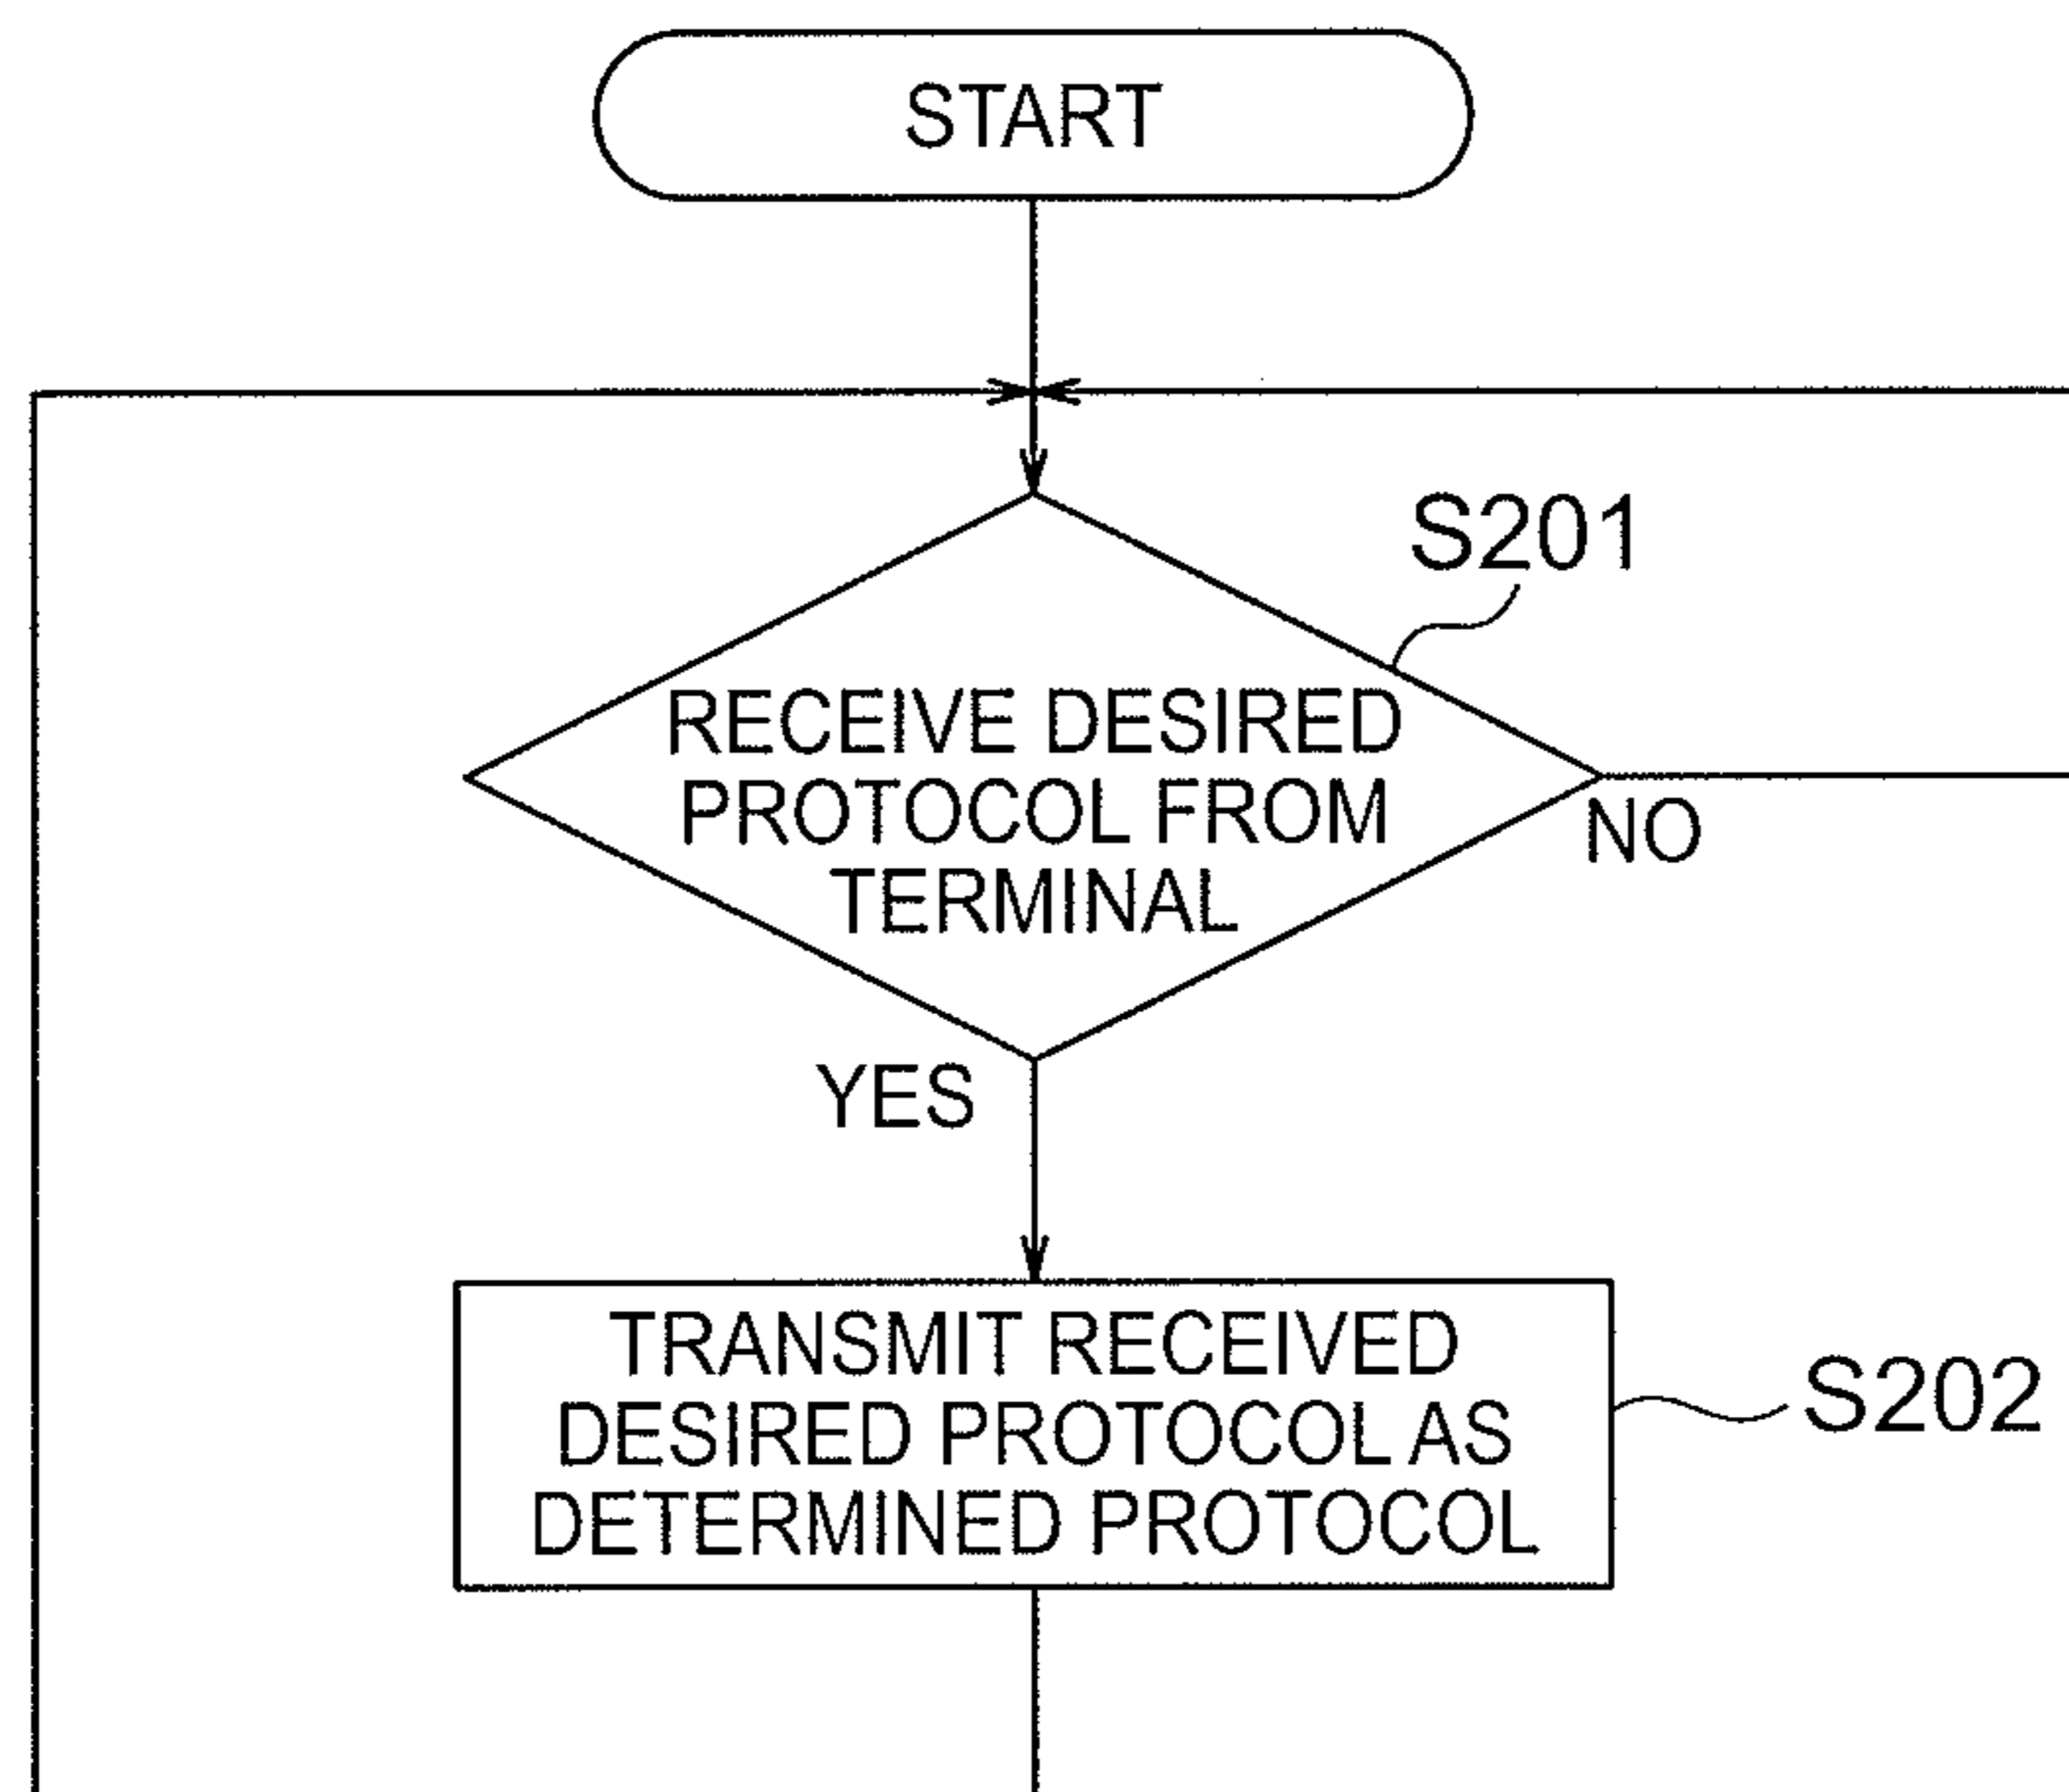 START
S201
RECEIVE DESIRED
PROTOCOL FROM
TERMINAL
NO
YES
TRANSMIT RECEIVED
DESIRED PROTOCOL AS
DETERMINED PROTOCOL
S202